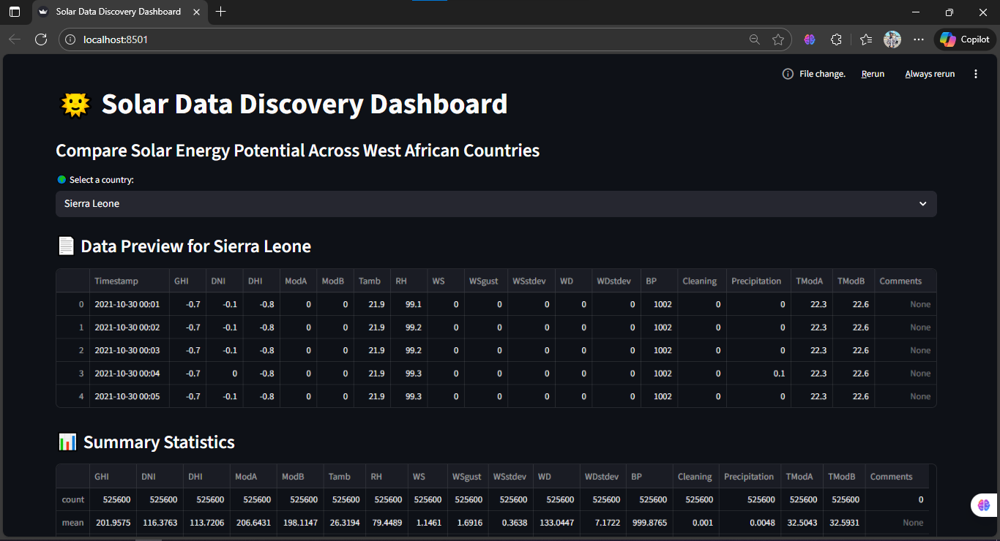 Solar Data Discovery Dashboard
localhost:8501
Copilot
File change. Rerun Always rerun
Solar Data Discovery Dashboard
Compare Solar Energy Potential Across West African Countries
Select a country:
Sierra Leone
Data Preview for Sierra Leone
Timestamp GHI DNI DHI ModA ModB Tamb RH WS WSgust WSstdev WD WDstdev BP Cleaning Precipitation TModA TModB Comments
0 2021-10-30 00:01 -0.7 -0.1 -0.8 0 0 21.9 99.1 0 0 0 0 0 1002 0 0 22.3 22.6 None
1 2021-10-30 00:02 -0.7 -0.1 -0.8 0 0 21.9 99.2 0 0 0 0 0 1002 0 0 22.3 22.6 None
2 2021-10-30 00:03 -0.7 -0.1 -0.8 0 0 21.9 99.2 0 0 0 0 0 1002 0 0 22.3 22.6 None
3 2021-10-30 00:04 -0.7 0 -0.8 0 0 21.9 99.3 0 0 0 0 0 1002 0 0.1 22.3 22.6 None
4 2021-10-30 00:05 -0.7 -0.1 -0.8 0 0 21.9 99.3 0 0 0 0 0 1002 0 0 22.3 22.6 None
Summary Statistics
GHI DNI DHI ModA ModB Tamb RH WS WSgust WSstdev WD WDstdev BP Cleaning Precipitation TModA TModB Comments
count 525600 525600 525600 525600 525600 525600 525600 525600 525600 525600 525600 525600 525600 525600 525600 525600 525600 0
mean 201.9575 116.3763 113.7206 206.6431 198.1147 26.3194 79.4489 1.1461 1.6916 0.3638 133.0447 7.1722 999.8765 0.001 0.0048 32.5043 32.5931 None